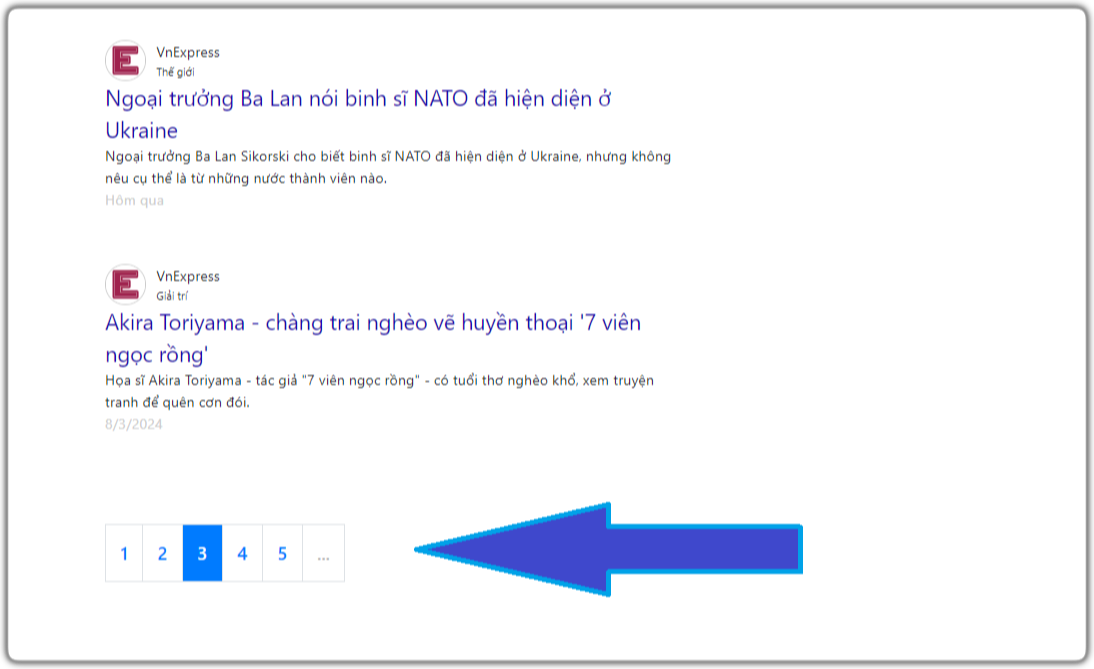 E VnExpress
Thế giới
Ngoại trưởng Ba Lan nói binh sĩ NATO đã hiện diện ở
Ukraine
Ngoại trưởng Ba Lan Sikorski cho biết binh sĩ NATO đã hiện diện ở Ukraine, nhưng không
nêu cụ thể là từ những nước thành viên nào.
Hôm qua
E VnExpress
Giải trí
Akira Toriyama - chàng trai nghèo vẽ huyền thoại '7 viên
ngọc rồng'
Họa sĩ Akira Toriyama - tác giả "7 viên ngọc rồng" - có tuổi thơ nghèo khổ, xem truyện
tranh để quên cơn đói.
8/3/2024
1 2 3 4 5 ...